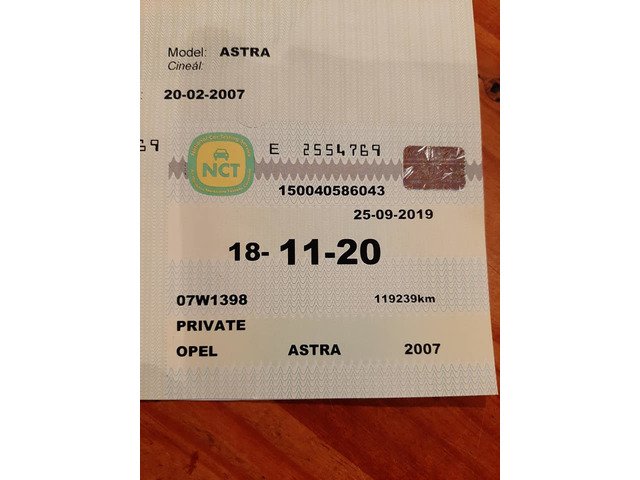 Model: ASTRA
Cineál:
20-02-2007
69
E 2554769
NCT
150040586043
25-09-2019
18- 11-20
07W1398
119239km
PRIVATE
OPEL ASTRA 2007